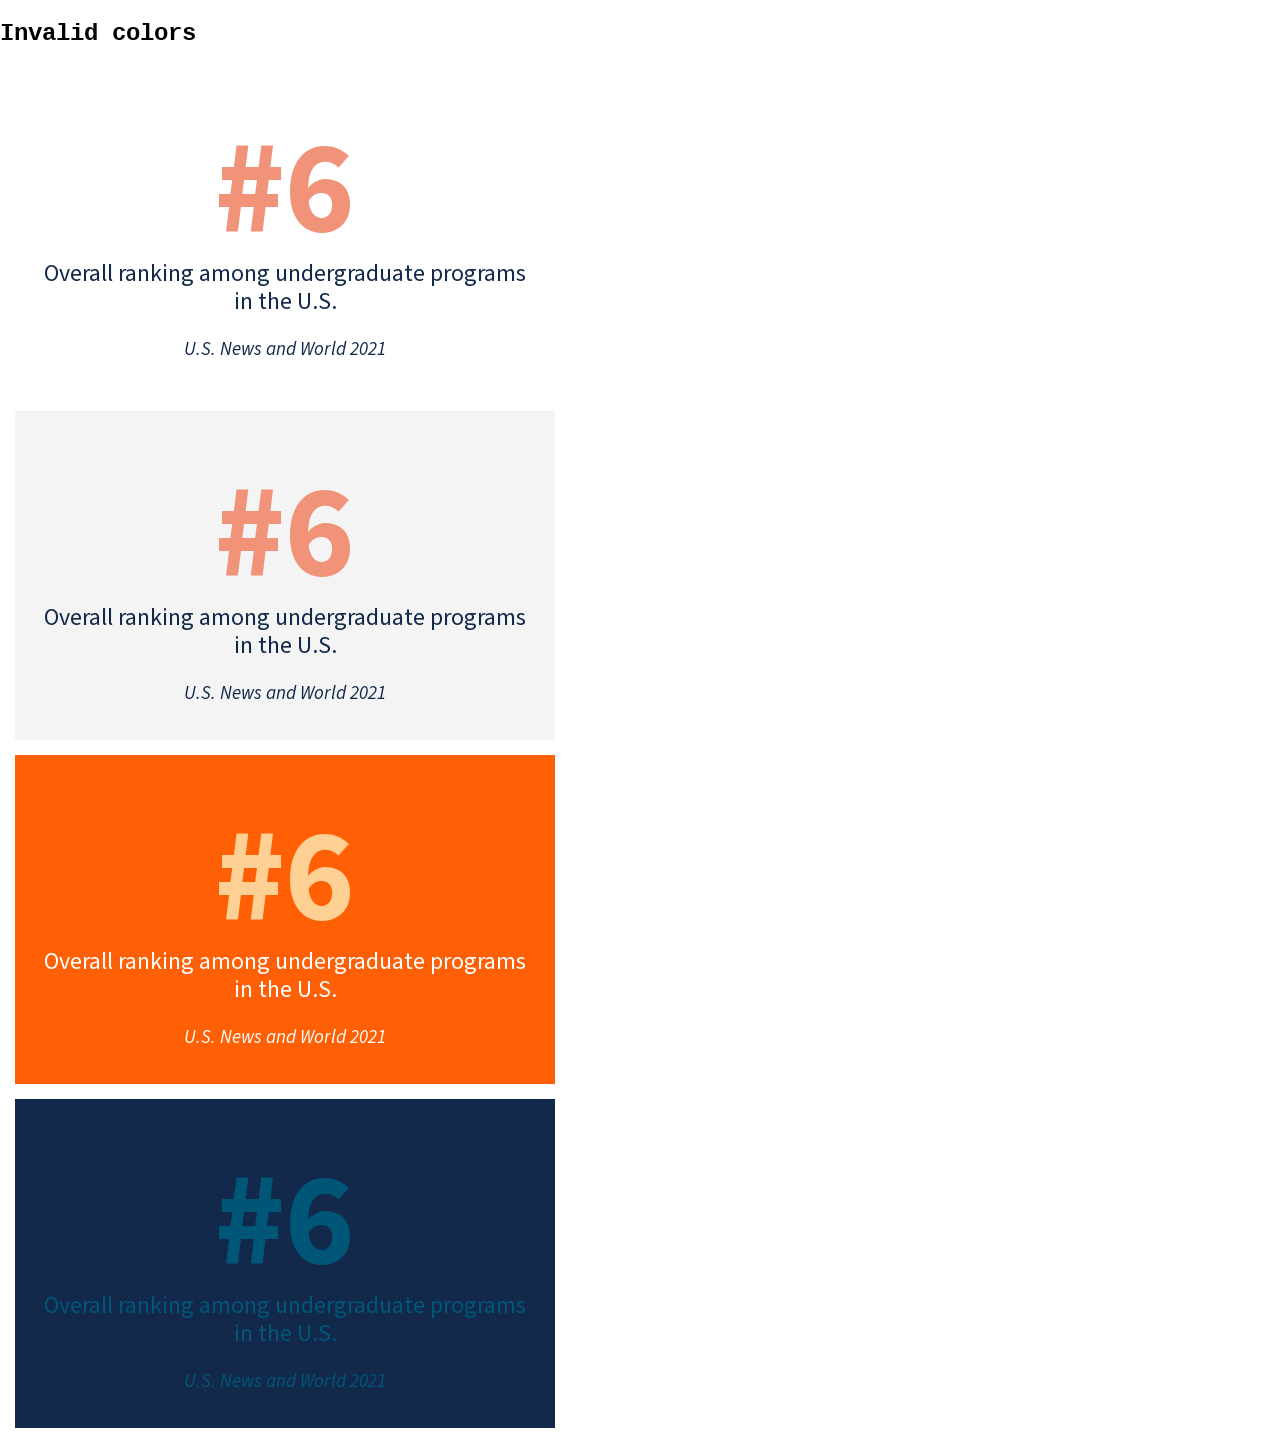 Invalid colors
#6
Overall ranking among undergraduate programs
in the U.S.
U.S. News and World 2021
#6
Overall ranking among undergraduate programs
in the U.S.
U.S. News and World 2021
#6
Overall ranking among undergraduate programs
in the U.S.
U.S. News and World 2021
#6
Overall ranking among undergraduate programs
in the U.S.
U.S. News and World 2021